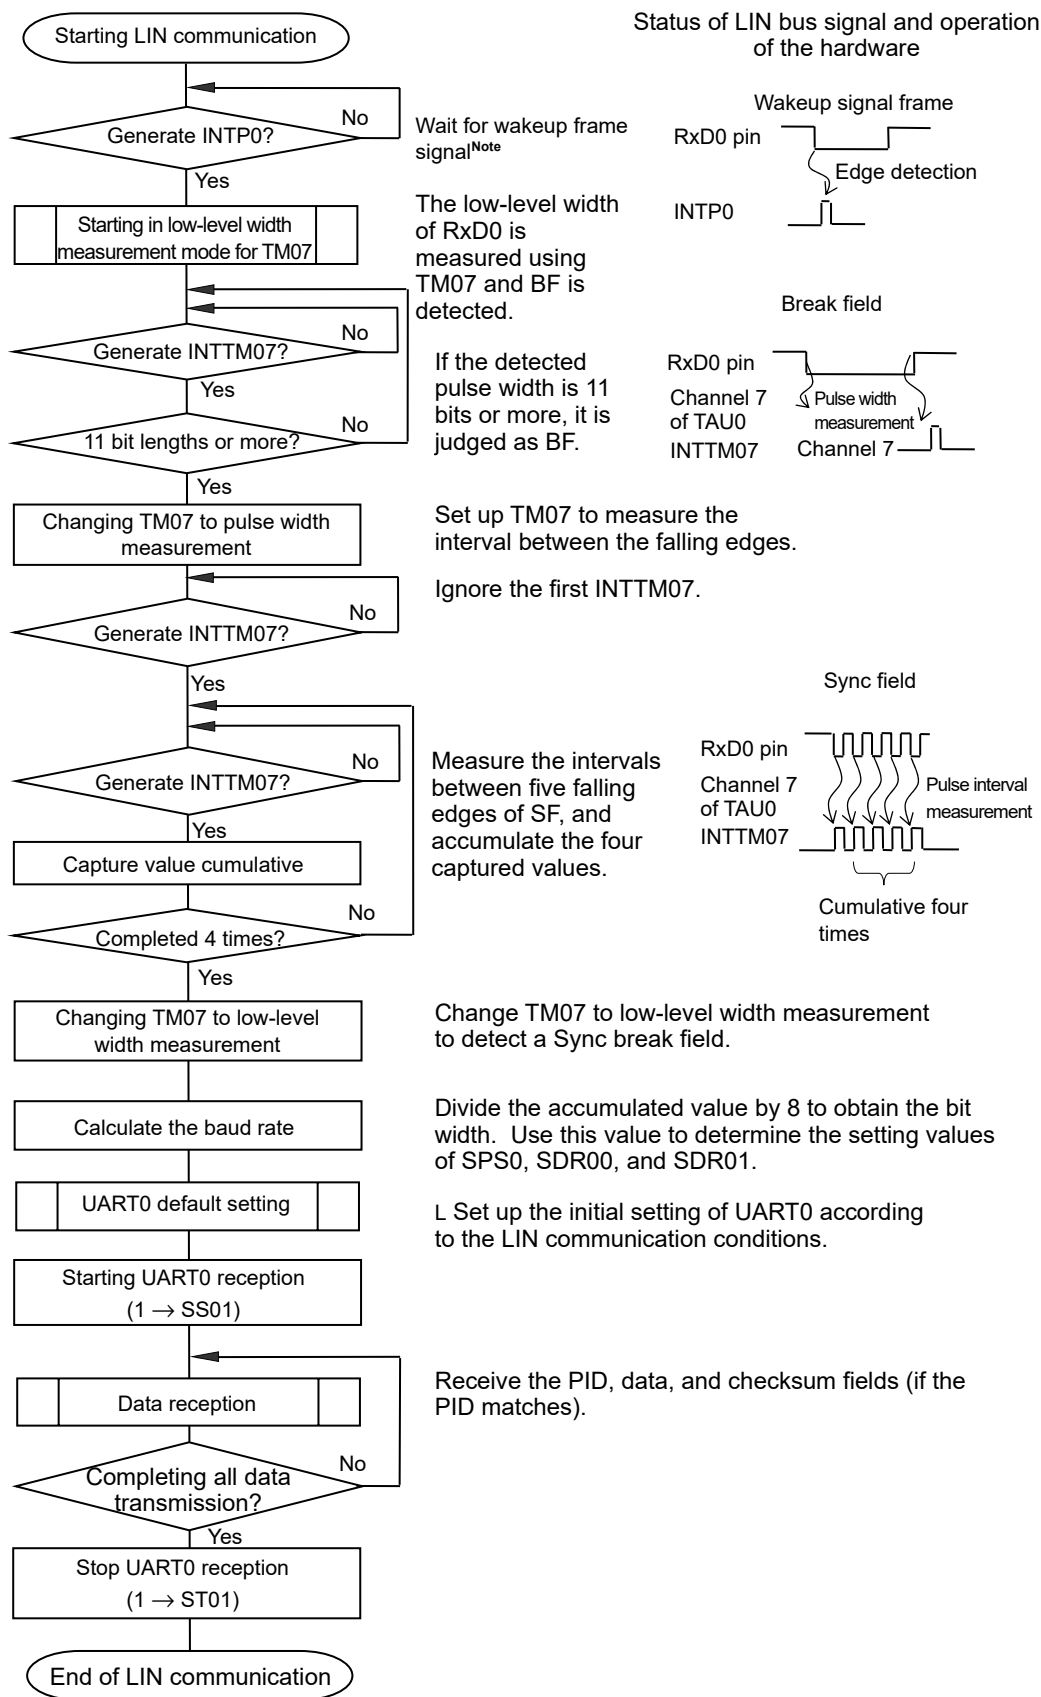 Starting LIN communication
Status of LIN bus signal and operation
of the hardware
Generate INTP0?
No
Yes
Wait for wakeup frame
signalNote
Wakeup signal frame
RxD0 pin
Edge detection
INTP0
Starting in low-level width
measurement mode for TM07
The low-level width
of RxD0 is
measured using
TM07 and BF is
detected.
Generate INTTM07?
No
Yes
11 bit lengths or more?
No
Yes
If the detected
pulse width is 11
bits or more, it is
judged as BF.
Break field
RxD0 pin
Channel 7
of TAU0
INTTM07
Pulse width
measurement
Channel 7
Changing TM07 to pulse width
measurement
Set up TM07 to measure the
interval between the falling edges.
Ignore the first INTTM07.
Generate INTTM07?
No
Yes
Generate INTTM07?
No
Yes
Capture value cumulative
Completed 4 times?
No
Yes
Measure the intervals
between five falling
edges of SF, and
accumulate the four
captured values.
Sync field
RxD0 pin
Channel 7
of TAU0
INTTM07
Pulse interval
measurement
Cumulative four
times
Changing TM07 to low-level
width measurement
Change TM07 to low-level width measurement
to detect a Sync break field.
Calculate the baud rate
Divide the accumulated value by 8 to obtain the bit
width. Use this value to determine the setting values
of SPS0, SDR00, and SDR01.
UART0 default setting
L Set up the initial setting of UART0 according
to the LIN communication conditions.
Starting UART0 reception
(1 → SS01)
Data reception
Receive the PID, data, and checksum fields (if the
PID matches).
Completing all data
transmission?
No
Yes
Stop UART0 reception
(1 → ST01)
End of LIN communication